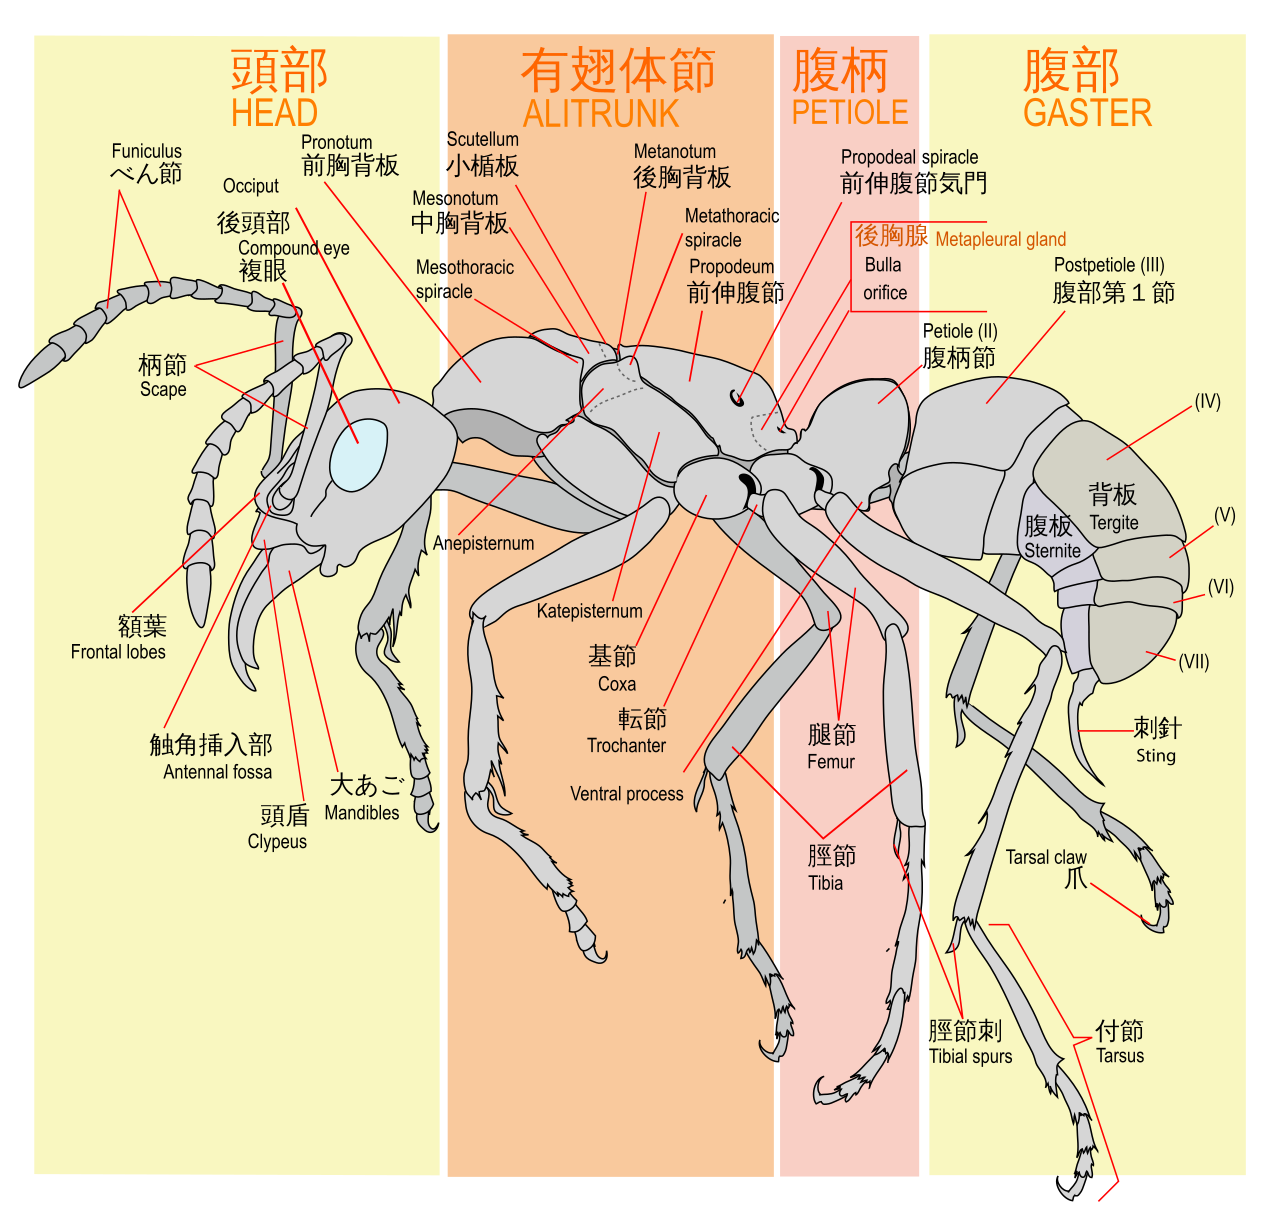 頭部
HEAD
有翅体節
ALITRUNK
腹柄
PETIOLE
腹部
GASTER
Funiculus
べん節
Occiput
後頭部
Compound eye
複眼
Pronotum
前胸背板
Scutellum
小楯板
Mesonotum
中胸背板
Mesothoracic
spiracle
Metanotum
後胸背板
Metathoracic
spiracle
Propodeum
前伸腹節
Propodeal spiracle
前伸腹節気門
後胸腺 Metapleural gland
Bulla
orifice
Petiole (II)
腹柄節
Postpetiole (III)
腹部第１節
(IV)
背板
Tergite
腹板
Sternite
(V)
(VI)
(VII)
柄節
Scape
Anepisternum
Katepisternum
額葉
Frontal lobes
基節
Coxa
転節
Trochanter
触角挿入部
Antennal fossa
大あご
Mandibles
頭盾
Clypeus
Ventral process
腿節
Femur
脛節
Tibia
刺針
Sting
Tarsal claw
爪
脛節刺
Tibial spurs
付節
Tarsus